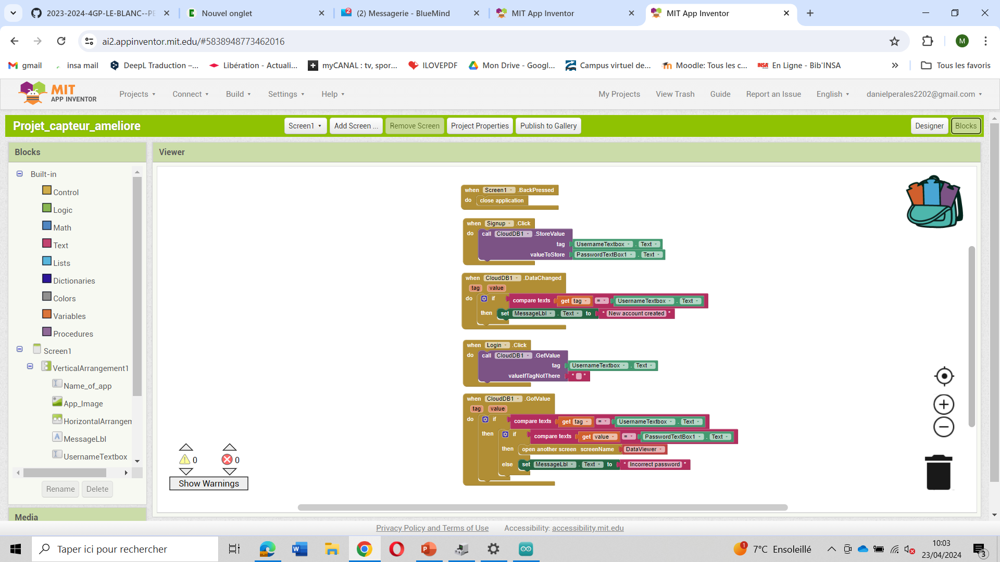 2023-2024-4GP-LE-BLANC--PE
Nouvel onglet
(2) Messagerie - BlueMind
MIT App Inventor
MIT App Inventor
ai2.appinventor.mit.edu/#5838948773462016
M
gmail
insa mail
DeepL Traduction –...
Libération - Actuali...
myCANAL : tv, spor...
ILOVEPDF
Mon Drive - Googl...
Campus virtuel de...
Moodle: Tous les c...
INSA En Ligne - Bib'INSA
Tous les favoris
MIT
APP INVENTOR
Projects
Connect
Build
Settings
Help
My Projects
View Trash
Guide
Report an Issue
English
danielperales2202@gmail.com
Projet_capteur_ameliore
Screen1
Add Screen ...
Remove Screen
Project Properties
Publish to Gallery
Designer
Blocks
Blocks
Viewer
Built-in
Control
Logic
Math
Text
Lists
Dictionaries
Colors
Variables
Procedures
Screen1
VerticalArrangement1
Name_of_app
App_Image
HorizontalArrangem
MessageLbl
UsernameTextbox
Rename
Delete
Media
when Screen1 .BackPressed
do close application
when Signup .Click
do call CloudDB1 .StoreValue
tag UsernameTextbox . Text
valueToStore PasswordTextBox1 . Text
when CloudDB1 .DataChanged
tag value
do if compare texts get tag = UsernameTextbox . Text
then set MessageLbl . Text to “ New account created ”
when Login .Click
do call CloudDB1 .GetValue
tag UsernameTextbox . Text
valueIfTagNotThere “ ”
when CloudDB1 .GotValue
tag value
do if compare texts get tag = UsernameTextbox . Text
then if compare texts get value = PasswordTextBox1 . Text
then open another screen screenName DataViewer
else set MessageLbl . Text to “ Incorrect password ”
0
0
Show Warnings
Privacy Policy and Terms of Use
Accessibility: accessibility.mit.edu
Taper ici pour rechercher
1
7°C Ensoleillé
10:03
23/04/2024
3